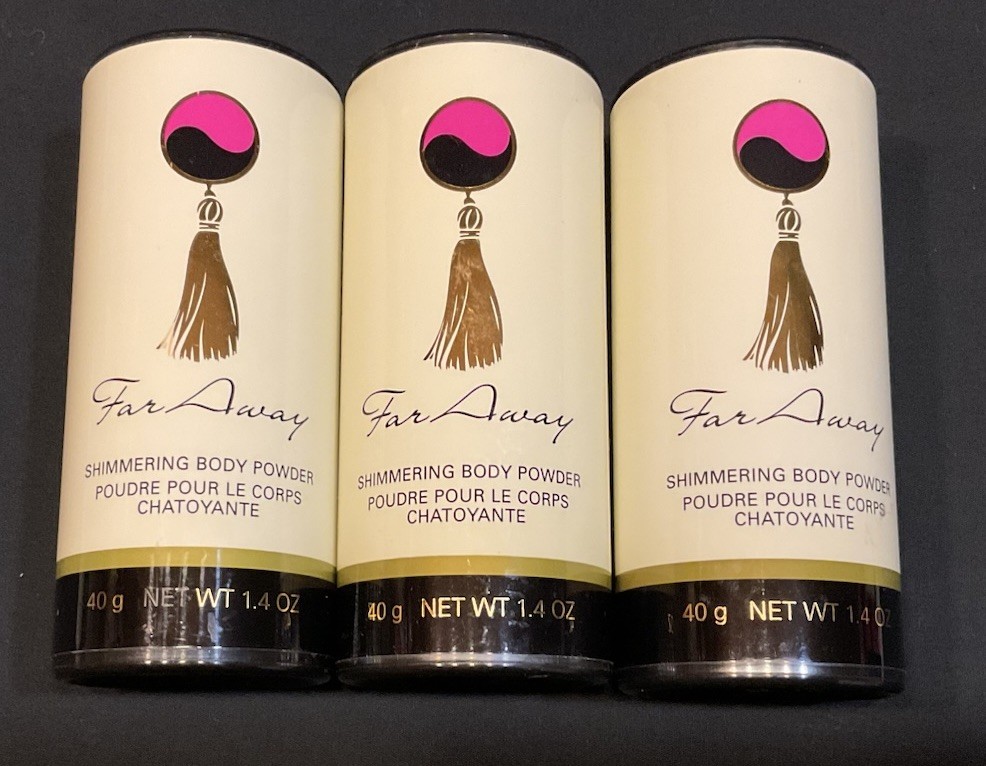 Far Away
SHIMMERING BODY POWDER
POUDRE POUR LE CORPS
CHATOYANTE
40 g NET WT 1.4 OZ
Far Away
SHIMMERING BODY POWDER
POUDRE POUR LE CORPS
CHATOYANTE
40 g NET WT 1.4 OZ
Far Away
SHIMMERING BODY POWDER
POUDRE POUR LE CORPS
CHATOYANTE
40 g NET WT 1.4 OZ